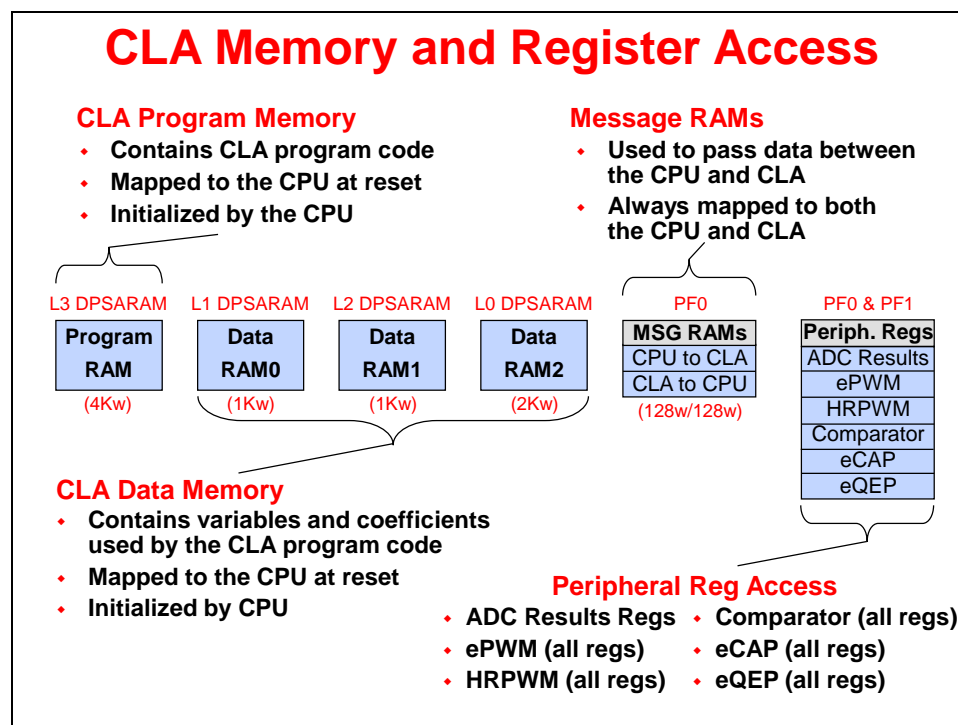 CLA Memory and Register Access
CLA Program Memory
Contains CLA program code
Mapped to the CPU at reset
Initialized by the CPU
Message RAMs
Used to pass data between
the CPU and CLA
Always mapped to both
the CPU and CLA
L3 DPSARAM
Program
RAM
(4Kw)
L1 DPSARAM
Data
RAM0
(1Kw)
L2 DPSARAM
Data
RAM1
(1Kw)
L0 DPSARAM
Data
RAM2
(2Kw)
PF0
MSG RAMs
CPU to CLA
CLA to CPU
(128w/128w)
PF0 & PF1
Periph. Regs
ADC Results
ePWM
HRPWM
Comparator
eCAP
eQEP
CLA Data Memory
Contains variables and coefficients
used by the CLA program code
Mapped to the CPU at reset
Initialized by CPU
Peripheral Reg Access
ADC Results Regs
ePWM (all regs)
HRPWM (all regs)
Comparator (all regs)
eCAP (all regs)
eQEP (all regs)